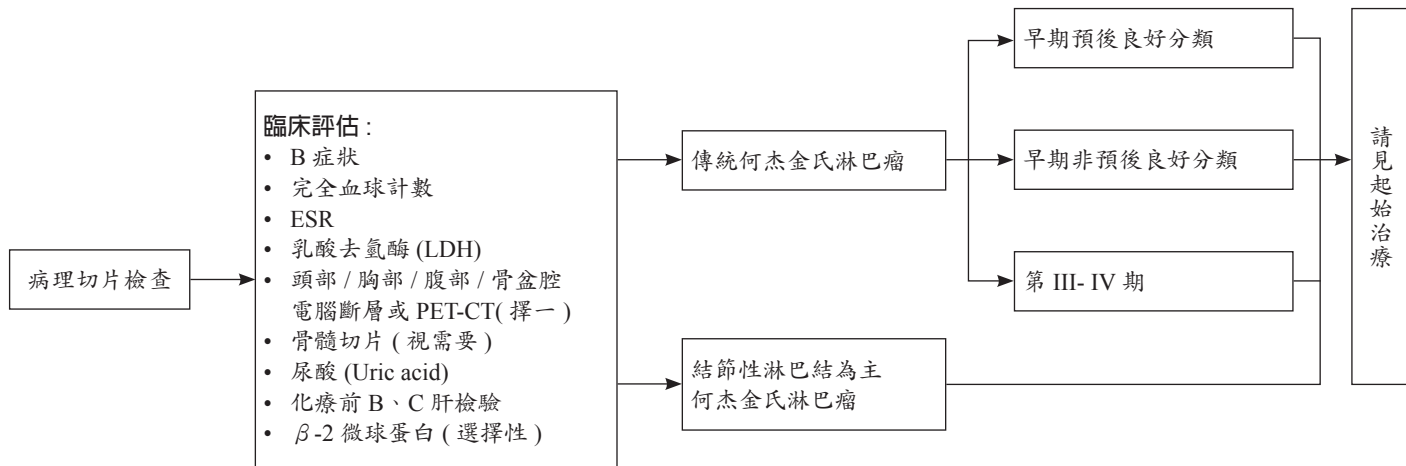 病理切片檢查
臨床評估 :
• B 症狀
• 完全血球計數
• ESR
• 乳酸去氫酶 (LDH)
• 頭部 / 胸部 / 腹部 / 骨盆腔
電腦斷層或 PET-CT( 擇一 )
• 骨髓切片 ( 視需要 )
• 尿酸 (Uric acid)
• 化療前 B、C 肝檢驗
• β-2 微球蛋白 ( 選擇性 )
傳統何杰金氏淋巴瘤
結節性淋巴結為主
何杰金氏淋巴瘤
早期預後良好分類
早期非預後良好分類
第 III- IV 期
請見起始治療